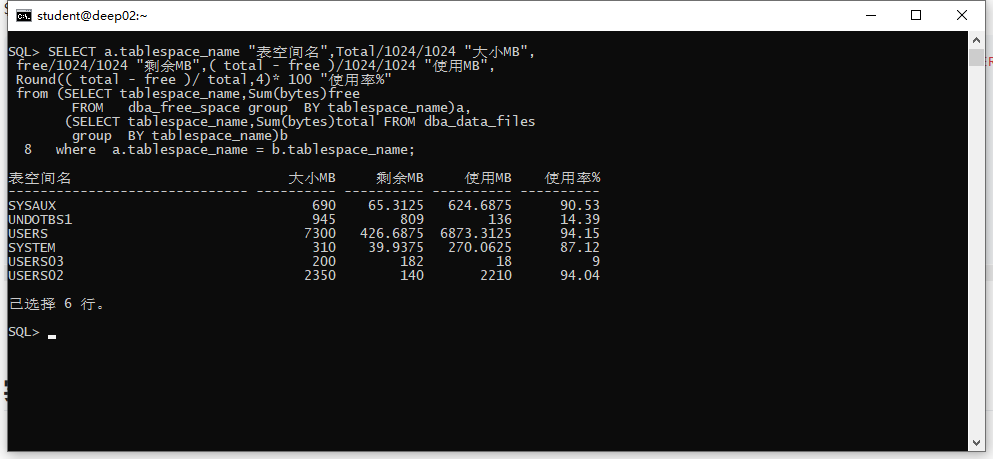 student@deep02:~
SQL> SELECT a.tablespace_name "表空间名",Total/1024/1024 "大小MB",
free/1024/1024 "剩余MB",( total - free )/1024/1024 "使用MB",
Round(( total - free )/ total,4)* 100 "使用率%"
from (SELECT tablespace_name,Sum(bytes)free
FROM   dba_free_space group  BY tablespace_name)a,
(SELECT tablespace_name,Sum(bytes)total FROM dba_data_files
group  BY tablespace_name)b
8   where  a.tablespace_name = b.tablespace_name;
表空间名 大小MB 剩余MB 使用MB 使用率%
------------------------------ ---------- ---------- ---------- ----------
SYSAUX 690 65.3125 624.6875 90.53
UNDOTBS1 945 809 136 14.39
USERS 7300 426.6875 6873.3125 94.15
SYSTEM 310 39.9375 270.0625 87.12
USERS03 200 182 18 9
USERS02 2350 140 2210 94.04
已选择 6 行。
SQL>